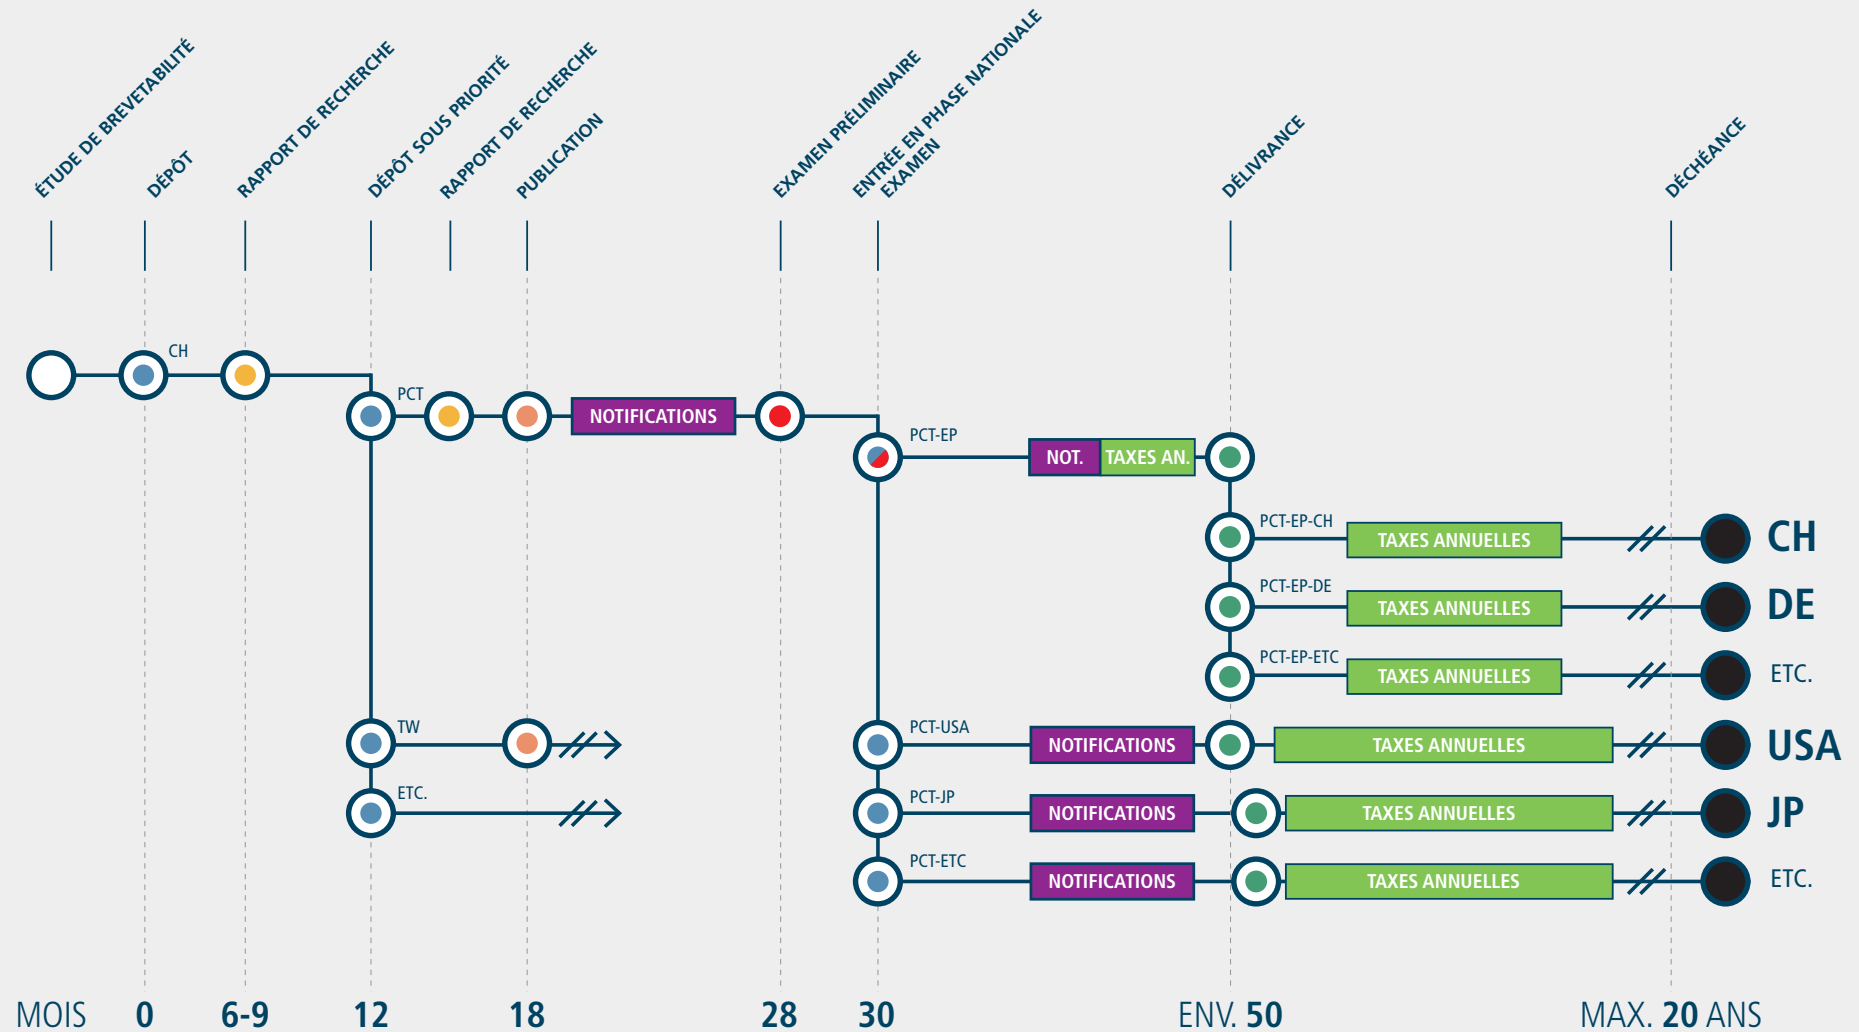 ÉTUDE DE BREVETABILITÉ
DÉPÔT
RAPPORT DE RECHERCHE
DÉPÔT SOUS PRIORITÉ
RAPPORT DE RECHERCHE
PUBLICATION
EXAMEN PRÉLIMINAIRE
ENTRÉE EN PHASE NATIONALE
EXAMEN
DÉLIVRANCE
DÉCHÉANCE
CH
PCT
NOTIFICATIONS
PCT-EP
NOT.
TAXES AN.
PCT-EP-CH
TAXES ANNUELLES
CH
PCT-EP-DE
TAXES ANNUELLES
DE
PCT-EP-ETC
TAXES ANNUELLES
ETC.
TW
PCT-USA
NOTIFICATIONS
TAXES ANNUELLES
USA
ETC.
PCT-JP
NOTIFICATIONS
TAXES ANNUELLES
JP
PCT-ETC
NOTIFICATIONS
TAXES ANNUELLES
ETC.
MOIS
0
6-9
12
18
28
30
ENV. 50
MAX. 20 ANS